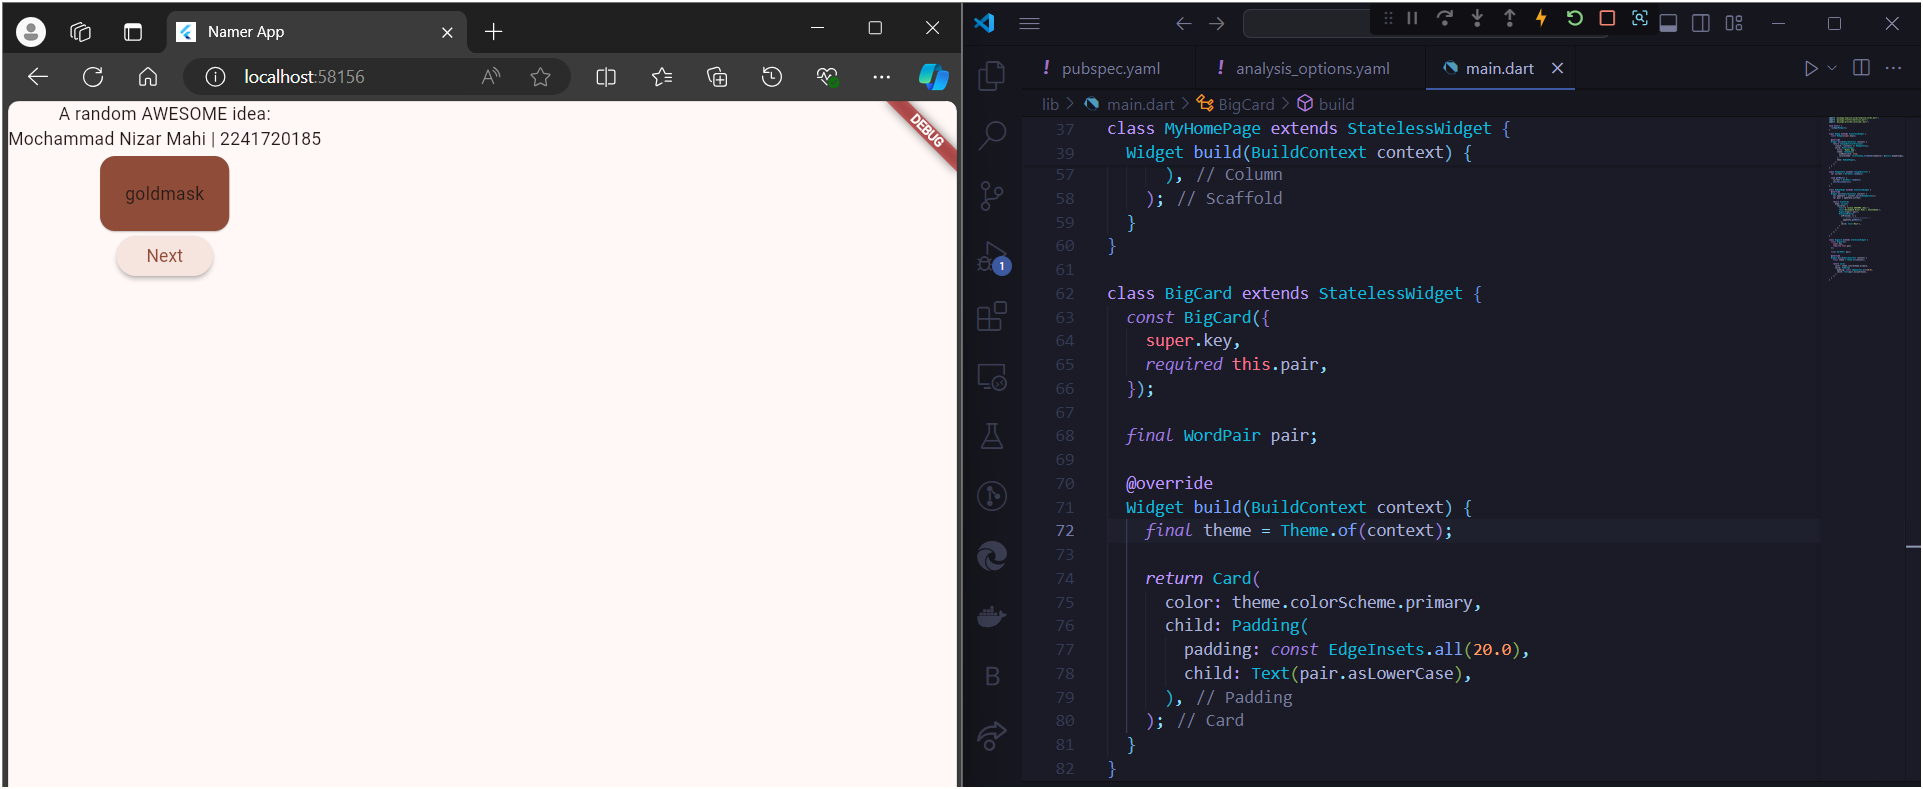 Namer App
localhost:58156
A random AWESOME idea:
Mochammad Nizar Mahi | 2241720185
goldmask
Next
DEBUG
pubspec.yaml
analysis_options.yaml
main.dart
lib > main.dart > BigCard > build
37 class MyHomePage extends StatelessWidget {
39 Widget build(BuildContext context) {
57 ), // Column
58 ); // Scaffold
59 }
60 }
61
62 class BigCard extends StatelessWidget {
63 const BigCard({
64 super.key,
65 required this.pair,
66 });
67
68 final WordPair pair;
69
70 @override
71 Widget build(BuildContext context) {
72 final theme = Theme.of(context);
73
74 return Card(
75 color: theme.colorScheme.primary,
76 child: Padding(
77 padding: const EdgeInsets.all(20.0),
78 child: Text(pair.asLowerCase),
79 ), // Padding
80 ); // Card
81 }
82 }
1
B